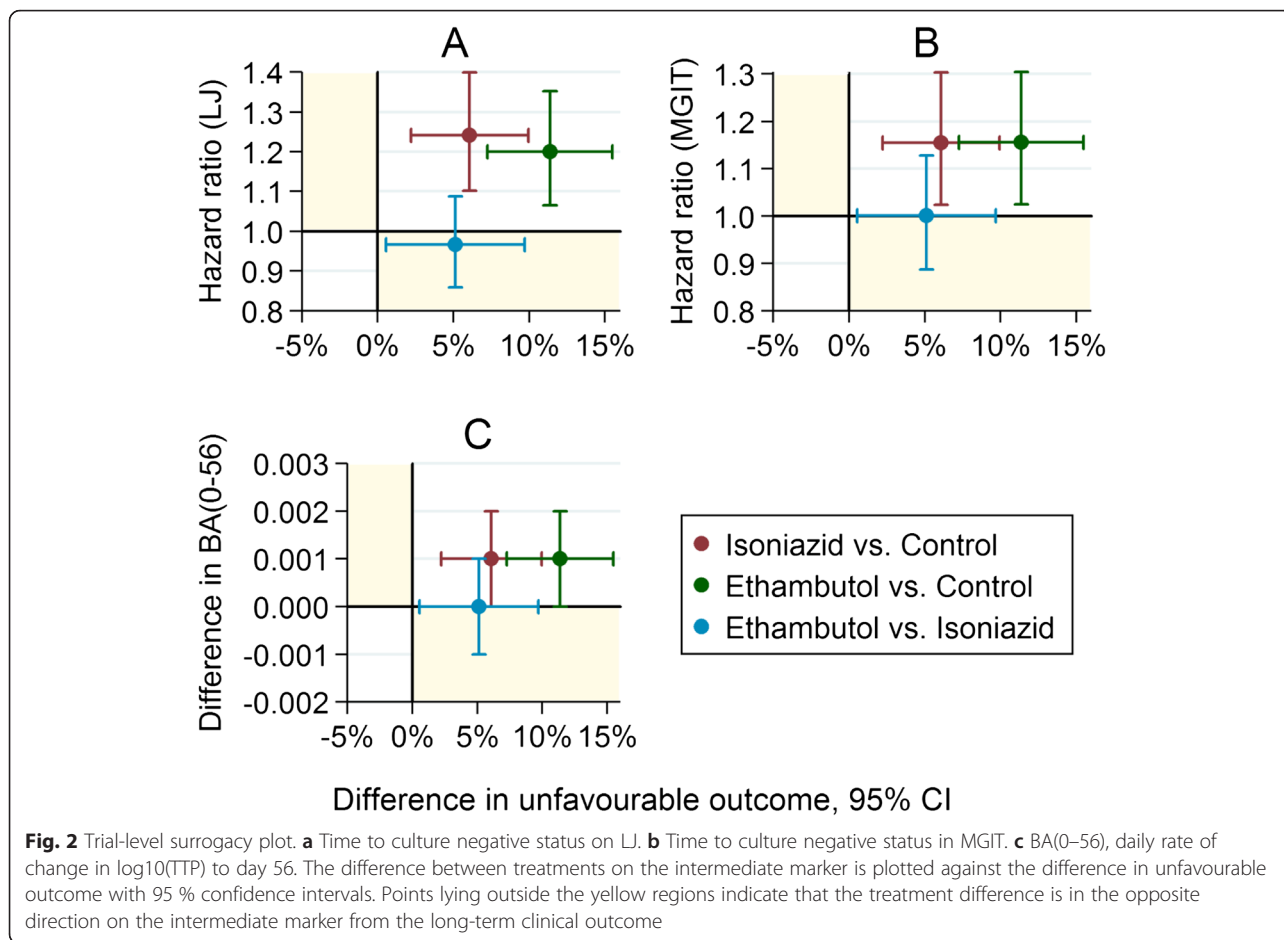 A
Hazard ratio (LJ)
1.4
1.3
1.2
1.1
1.0
0.9
0.8
-5% 0% 5% 10% 15%
B
Hazard ratio (MGIT)
1.3
1.2
1.1
1.0
0.9
0.8
-5% 0% 5% 10% 15%
C
Difference in BA(0-56)
0.003
0.002
0.001
0.000
-0.001
-0.002
-5% 0% 5% 10% 15%
Isoniazid vs. Control
Ethambutol vs. Control
Ethambutol vs. Isoniazid
Difference in unfavourable outcome, 95% CI
Fig. 2 Trial-level surrogacy plot. a Time to culture negative status on LJ. b Time to culture negative status in MGIT. c BA(0–56), daily rate of
change in log10(TTP) to day 56. The difference between treatments on the intermediate marker is plotted against the difference in unfavourable
outcome with 95 % confidence intervals. Points lying outside the yellow regions indicate that the treatment difference is in the opposite
direction on the intermediate marker from the long-term clinical outcome